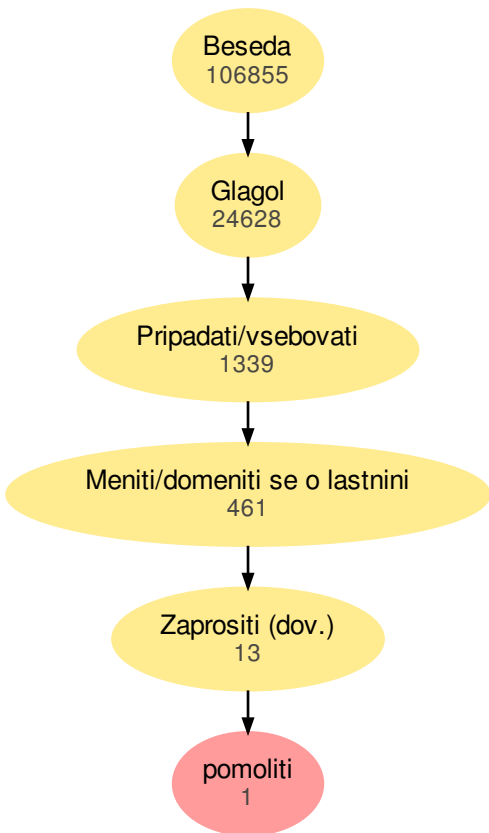 Beseda
106855
Glagol
24628
Pripadati/vsebovati
1339
Meniti/domeniti se o lastnini
461
Zaprositi (dov.)
13
pomoliti
1